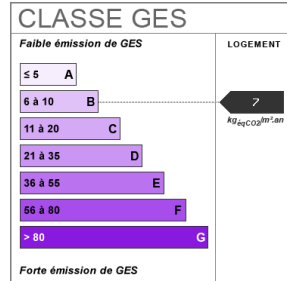 CLASSE GES
Faible émission de GES
LOGEMENT
≤ 5 A
6 à 10 B
7
kgéqCO2/m².an
11 à 20 C
21 à 35 D
36 à 55 E
56 à 80 F
> 80 G
Forte émission de GES